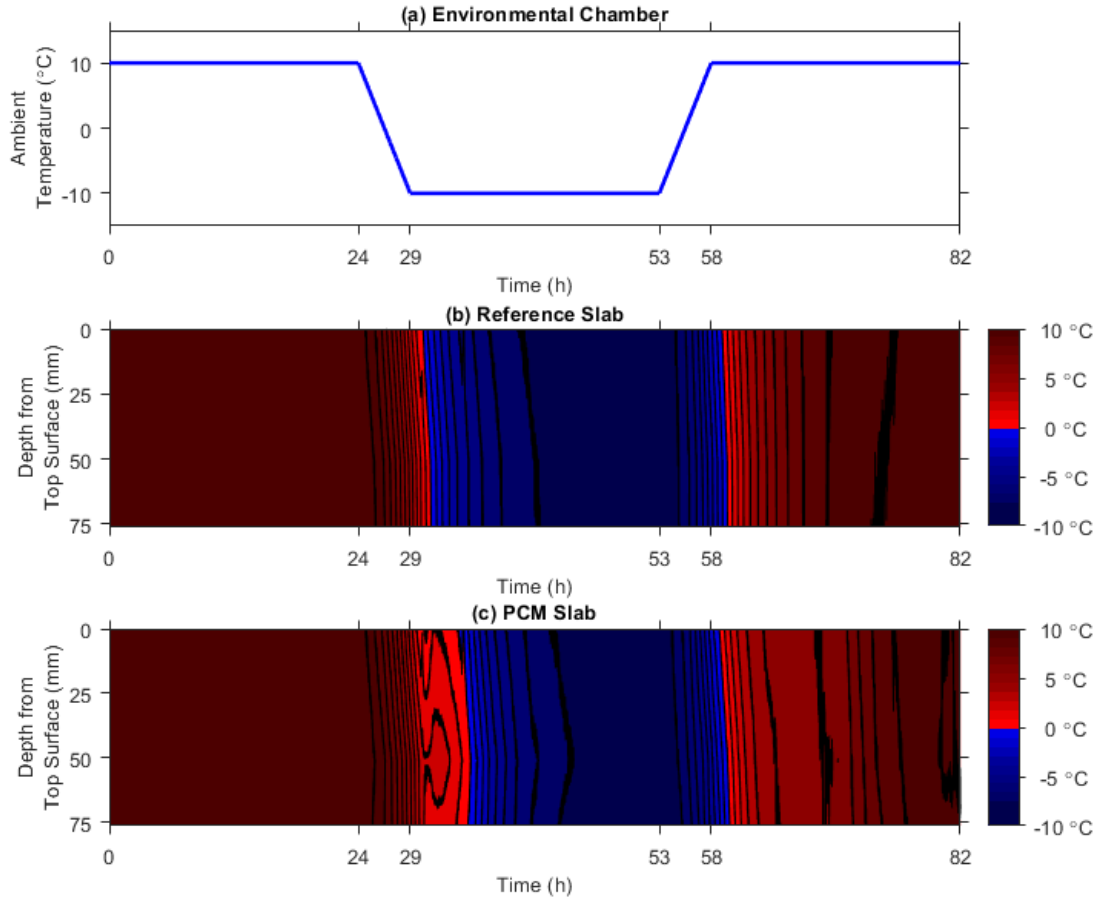 (a) Environmental Chamber
Ambient
Temperature (°C)
10
0
-10
0 24 29 53 58 82
Time (h)
(b) Reference Slab
Depth from
Top Surface (mm)
0
25
50
75
0 24 29 53 58 82
Time (h)
10 °C
5 °C
0 °C
-5 °C
-10 °C
(c) PCM Slab
Depth from
Top Surface (mm)
0
25
50
75
0 24 29 53 58 82
Time (h)
10 °C
5 °C
0 °C
-5 °C
-10 °C